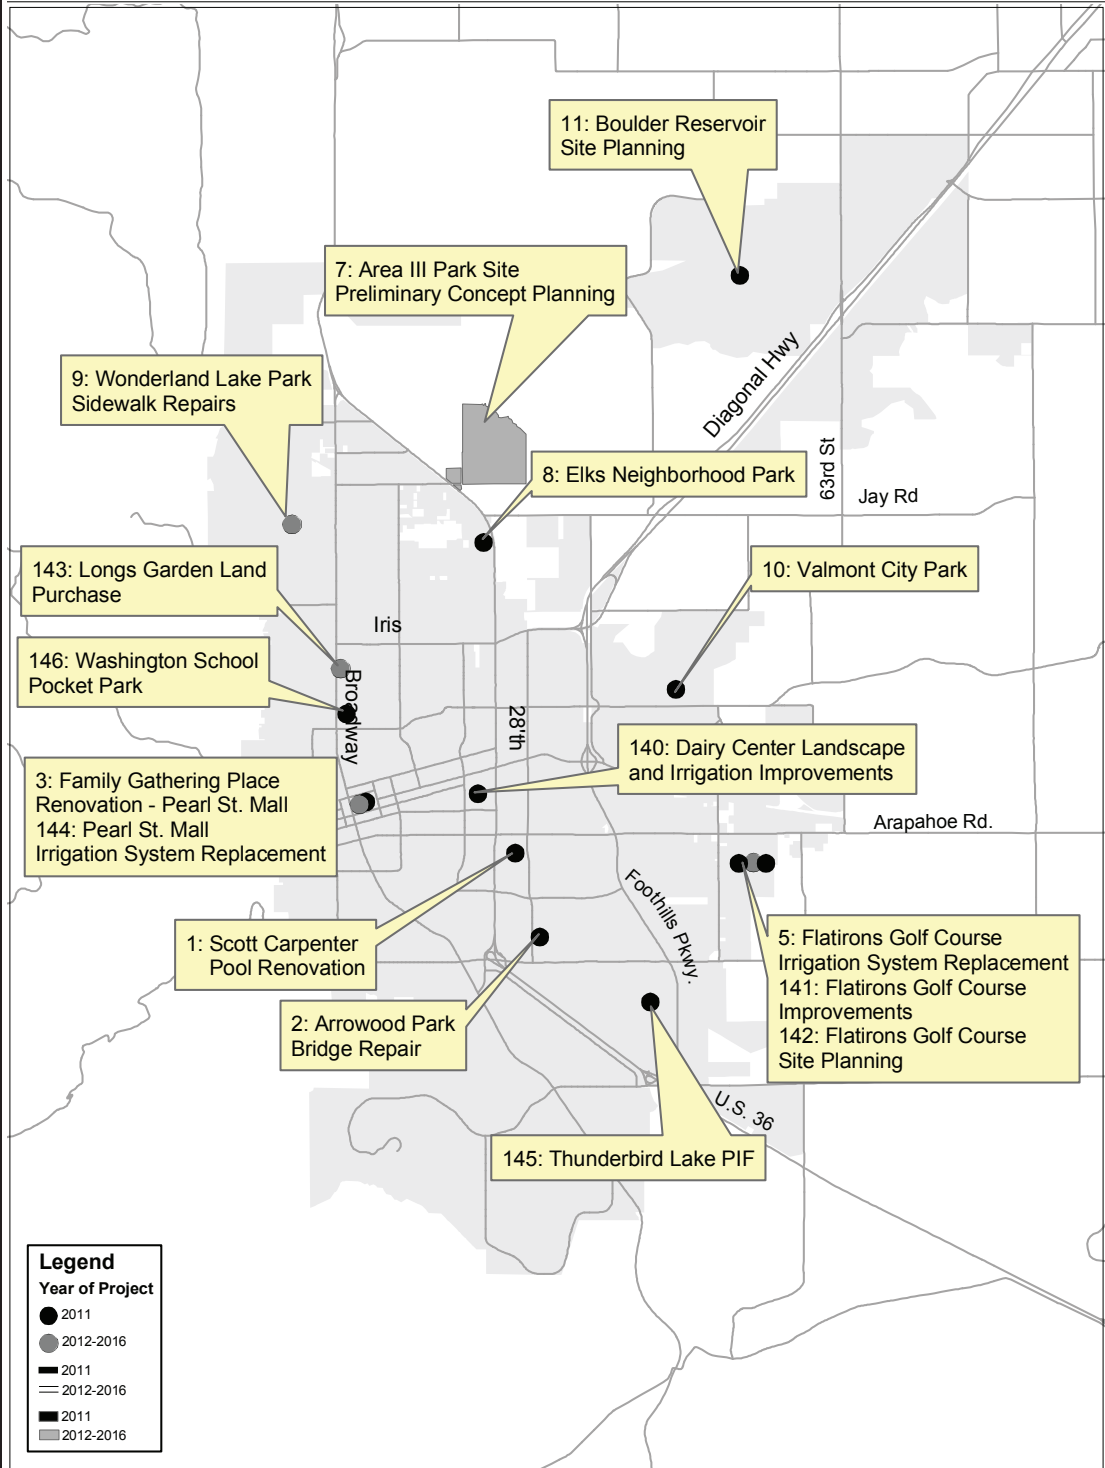 11: Boulder Reservoir
Site Planning
7: Area III Park Site
Preliminary Concept Planning
Diagonal Hwy
9: Wonderland Lake Park
Sidewalk Repairs
8: Elks Neighborhood Park
63rd St
Jay Rd
143: Longs Garden Land
Purchase
10: Valmont City Park
Iris
146: Washington School
Pocket Park
Broadway
28'th
140: Dairy Center Landscape
and Irrigation Improvements
3: Family Gathering Place
Renovation - Pearl St. Mall
144: Pearl St. Mall
Irrigation System Replacement
Arapahoe Rd.
Foothills Pkwy.
1: Scott Carpenter
Pool Renovation
5: Flatirons Golf Course
Irrigation System Replacement
141: Flatirons Golf Course
Improvements
142: Flatirons Golf Course
Site Planning
2: Arrowood Park
Bridge Repair
U.S. 36
145: Thunderbird Lake PIF
Legend
Year of Project
2011
2012-2016
2011
2012-2016
2011
2012-2016